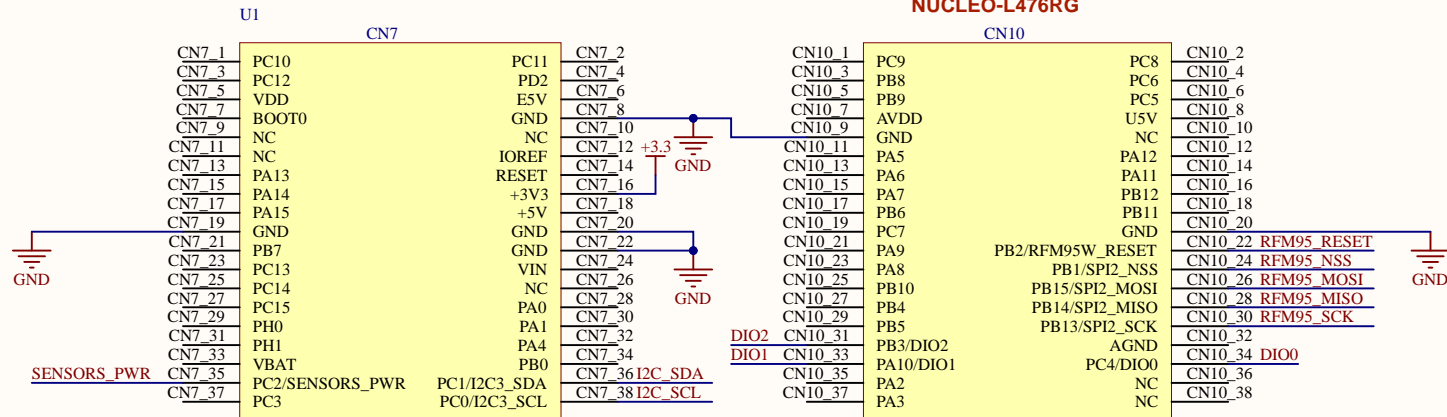 NUCLEO-L476RG
U1
CN7 CN10
CN7_1 PC10 PC11 CN7_2 CN10_1 PC9 PC8 CN10_2
CN7_3 PC12 PD2 CN7_4 CN10_3 PB8 PC6 CN10_4
CN7_5 VDD E5V CN7_6 CN10_5 PB9 PC5 CN10_6
CN7_7 BOOT0 GND CN7_8 CN10_7 AVDD U5V CN10_8
CN7_9 NC NC CN7_10 CN10_9 GND NC CN10_10
CN7_11 NC IOREF CN7_12 +3.3 GND CN10_11 PA5 PA12 CN10_12
CN7_13 PA13 RESET CN7_14 CN10_13 PA6 PA11 CN10_14
CN7_15 PA14 +3V3 CN7_16 CN10_15 PA7 PB12 CN10_16
CN7_17 PA15 +5V CN7_18 CN10_17 PB6 PB11 CN10_18
CN7_19 GND GND CN7_20 CN10_19 PC7 GND CN10_20
CN7_21 PB7 GND CN7_22 CN10_21 PA9 PB2/RFM95W_RESET CN10_22 RFM95_RESET
GND CN7_23 PC13 VIN CN7_24 CN10_23 PA8 PB1/SPI2_NSS CN10_24 RFM95_NSS GND
CN7_25 PC14 NC CN7_26 GND CN10_25 PB10 PB15/SPI2_MOSI CN10_26 RFM95_MOSI
CN7_27 PC15 PA0 CN7_28 CN10_27 PB4 PB14/SPI2_MISO CN10_28 RFM95_MISO
CN7_29 PH0 PA1 CN7_30 CN10_29 PB5 PB13/SPI2_SCK CN10_30 RFM95_SCK
CN7_31 PH1 PA4 CN7_32 DIO2 CN10_31 PB3/DIO2 AGND CN10_32
CN7_33 VBAT PB0 CN7_34 DIO1 CN10_33 PA10/DIO1 PC4/DIO0 CN10_34 DIO0
SENSORS_PWR CN7_35 PC2/SENSORS_PWR PC1/I2C3_SDA CN7_36 I2C_SDA CN10_35 PA2 NC CN10_36
CN7_37 PC3 PC0/I2C3_SCL CN7_38 I2C_SCL CN10_37 PA3 NC CN10_38